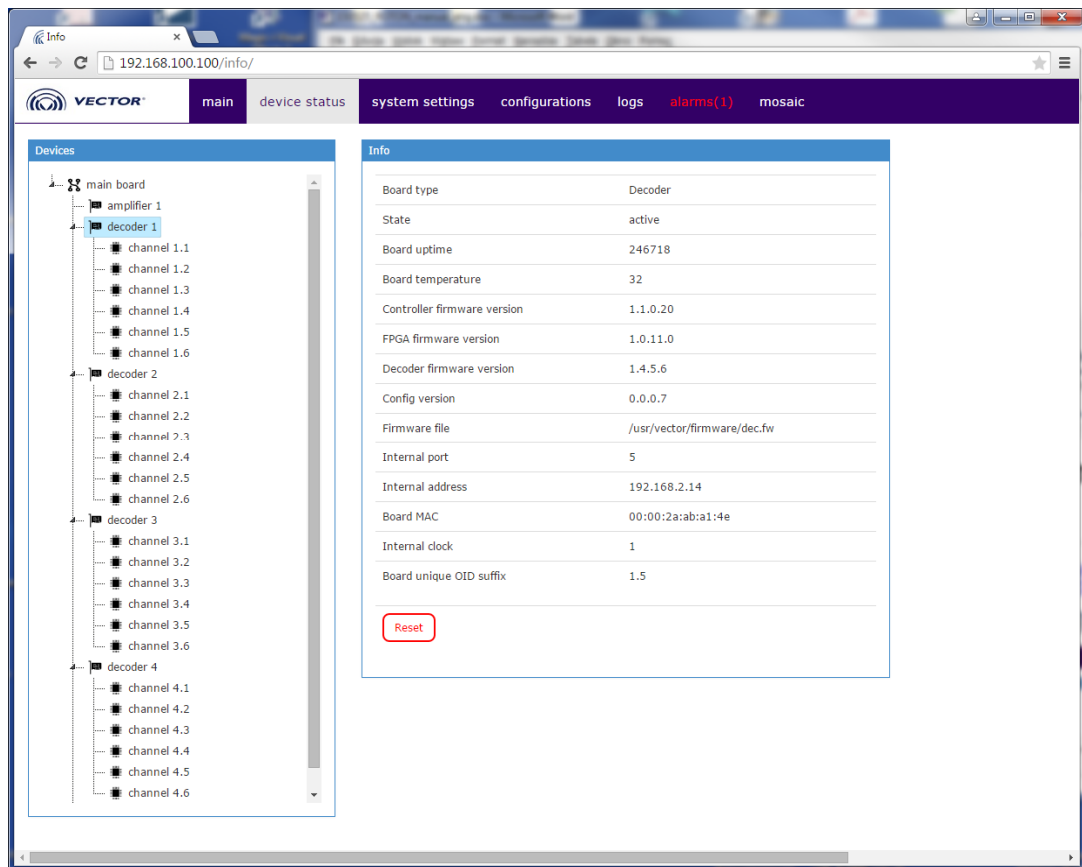 Info
192.168.100.100/info/
VECTOR
main device status system settings configurations logs alarms(1) mosaic
Devices
main board
amplifier 1
decoder 1
channel 1.1
channel 1.2
channel 1.3
channel 1.4
channel 1.5
channel 1.6
decoder 2
channel 2.1
channel 2.2
channel 2.3
channel 2.4
channel 2.5
channel 2.6
decoder 3
channel 3.1
channel 3.2
channel 3.3
channel 3.4
channel 3.5
channel 3.6
decoder 4
channel 4.1
channel 4.2
channel 4.3
channel 4.4
channel 4.5
channel 4.6
Info
Board type Decoder
State active
Board uptime 246718
Board temperature 32
Controller firmware version 1.1.0.20
FPGA firmware version 1.0.11.0
Decoder firmware version 1.4.5.6
Config version 0.0.0.7
Firmware file /usr/vector/firmware/dec.fw
Internal port 5
Internal address 192.168.2.14
Board MAC 00:00:2a:ab:a1:4e
Internal clock 1
Board unique OID suffix 1.5
Reset